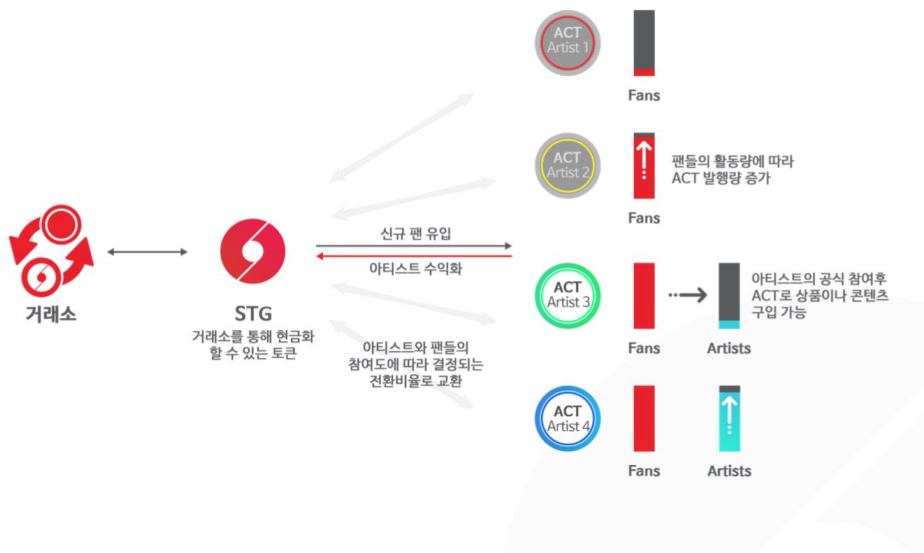 ACT
Artist 1
Fans
ACT
Artist 2
팬들의 활동량에 따라
ACT 발행량 증가
Fans
신규 팬 유입
아티스트 수익화
거래소
STG
거래소를 통해 현금화
할 수 있는 토큰
아티스트와 팬들의
참여도에 따라 결정되는
전환비율로 교환
ACT
Artist 3
아티스트의 공식 참여후
ACT로 상품이나 콘텐츠
구입 가능
Fans
Artists
ACT
Artist 4
Fans
Artists